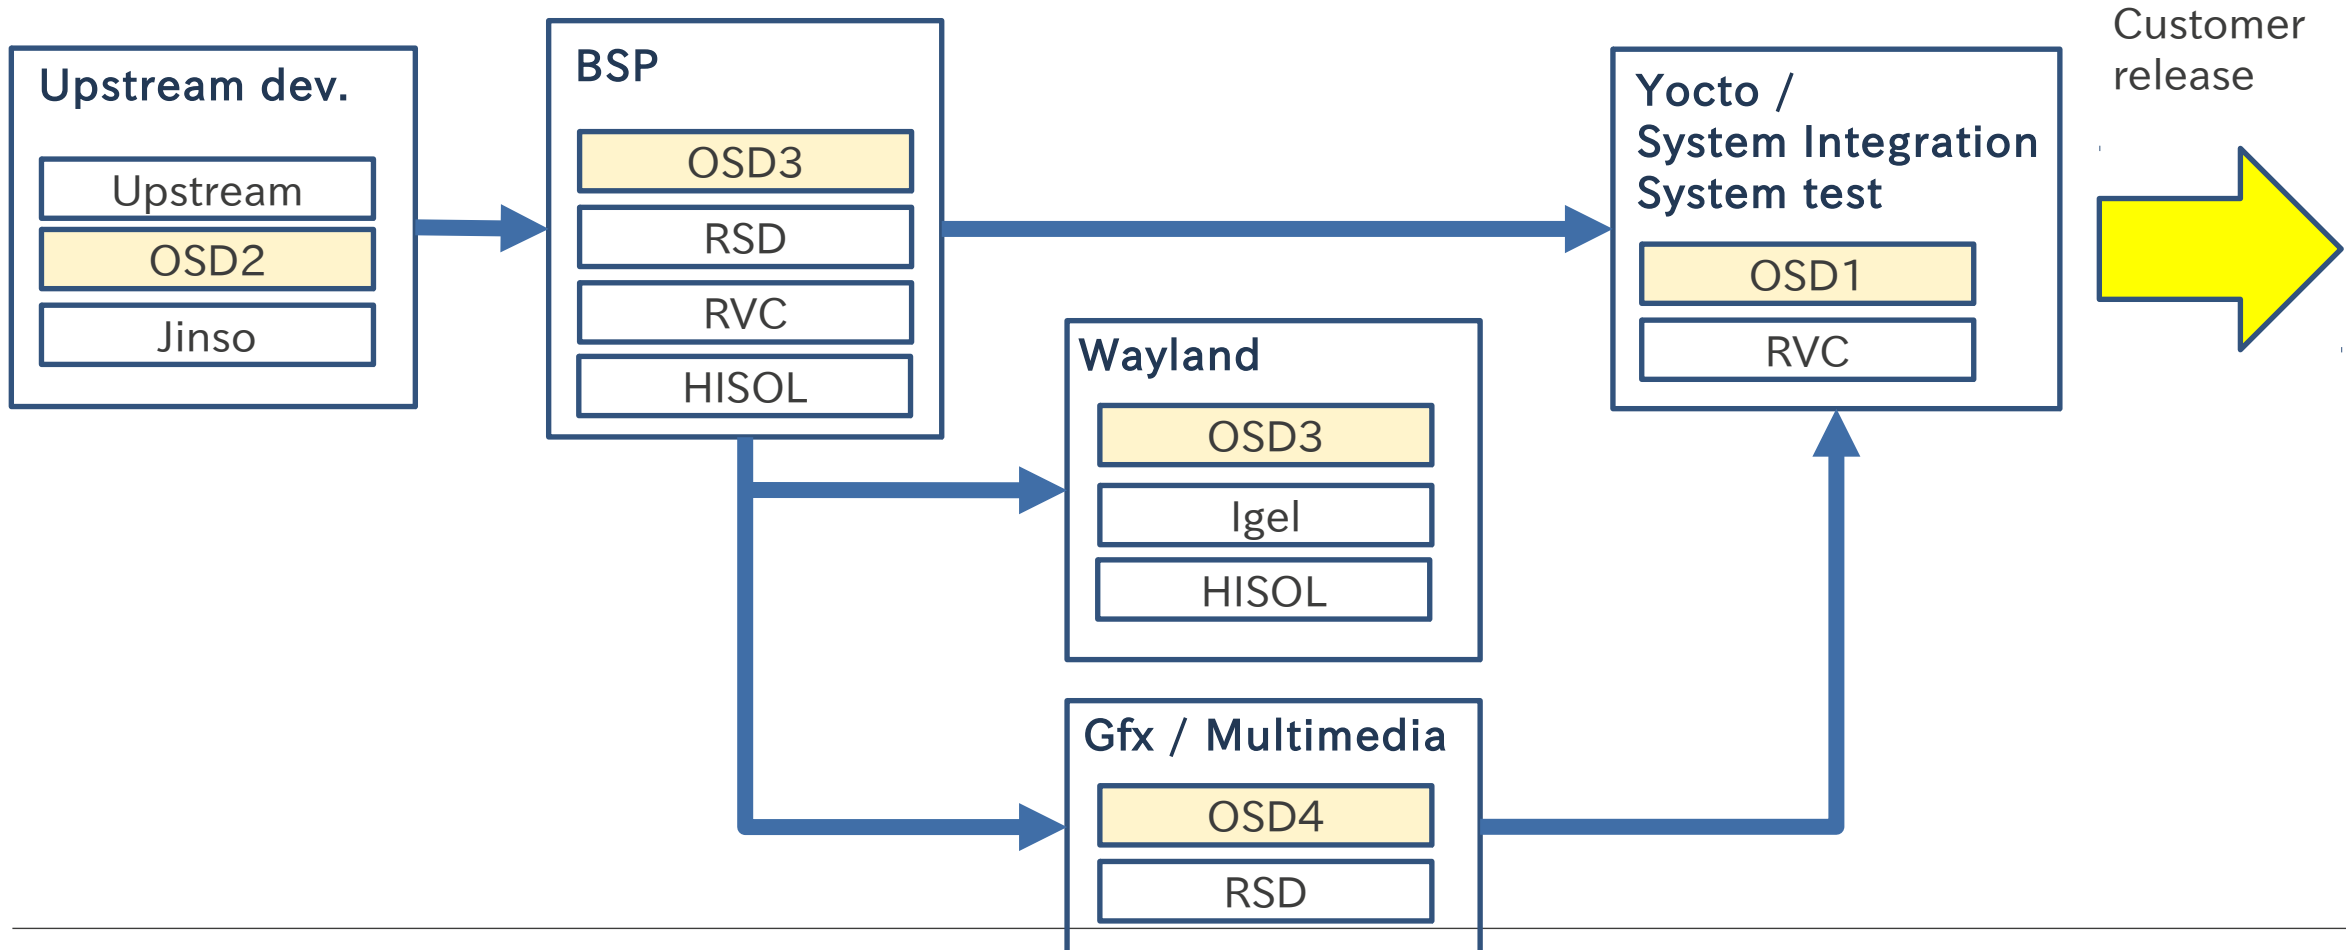 Upstream dev.
Upstream
OSD2
Jinso
BSP
OSD3
RSD
RVC
HISOL
Wayland
OSD3
Igel
HISOL
Gfx / Multimedia
OSD4
RSD
Yocto /
System Integration
System test
OSD1
RVC
Customer
release